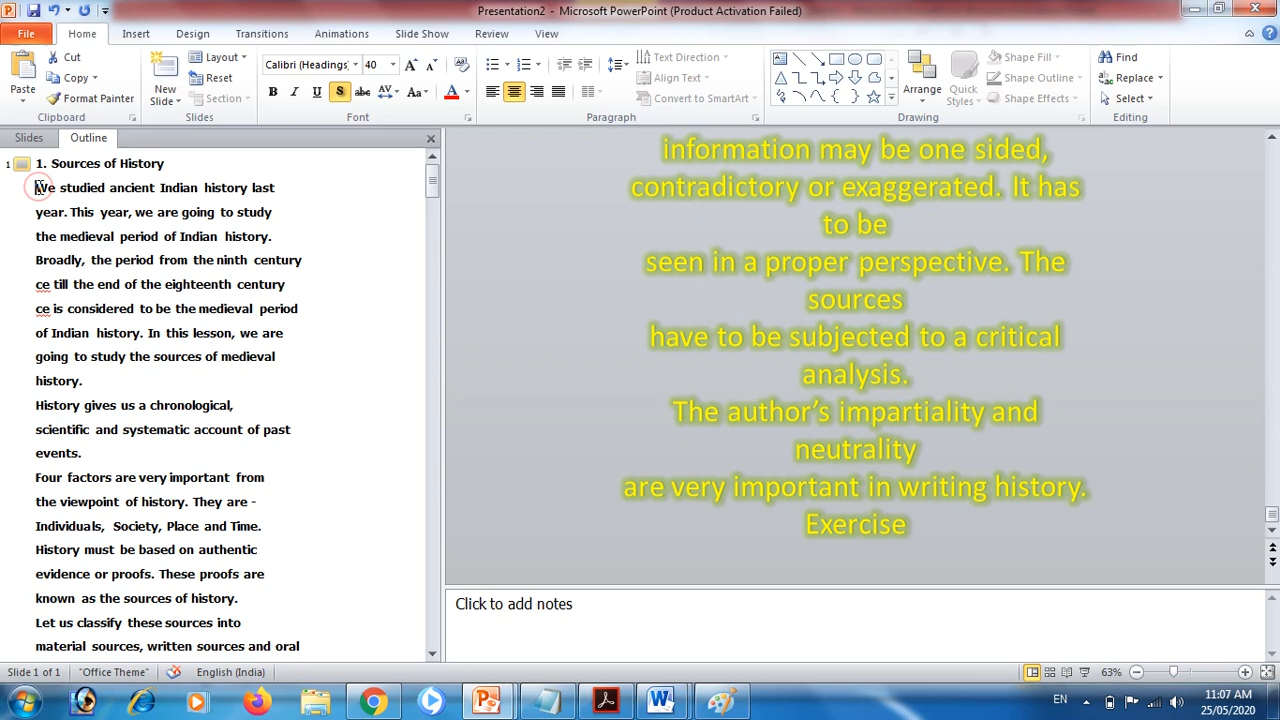 Presentation2 - Microsoft PowerPoint (Product Activation Failed)
File Home Insert Design Transitions Animations Slide Show Review View
Paste
Cut
Copy
Format Painter
Clipboard
New Slide
Layout
Reset
Section
Slides
Calibri (Headings 40
Font
Text Direction
Align Text
Convert to SmartArt
Paragraph
Arrange
Quick Styles
Shape Fill
Shape Outline
Shape Effects
Drawing
Find
Replace
Select
Editing
Slides Outline
1 1. Sources of History
We studied ancient Indian history last
year. This year, we are going to study
the medieval period of Indian history.
Broadly, the period from the ninth century
ce till the end of the eighteenth century
ce is considered to be the medieval period
of Indian history. In this lesson, we are
going to study the sources of medieval
history.
History gives us a chronological,
scientific and systematic account of past
events.
Four factors are very important from
the viewpoint of history. They are -
Individuals, Society, Place and Time.
History must be based on authentic
evidence or proofs. These proofs are
known as the sources of history.
Let us classify these sources into
material sources, written sources and oral
information may be one sided,
contradictory or exaggerated. It has
to be
seen in a proper perspective. The
sources
have to be subjected to a critical
analysis.
The author’s impartiality and
neutrality
are very important in writing history.
Exercise
Click to add notes
Slide 1 of 1 "Office Theme" English (India) 63%
EN 11:07 AM
25/05/2020